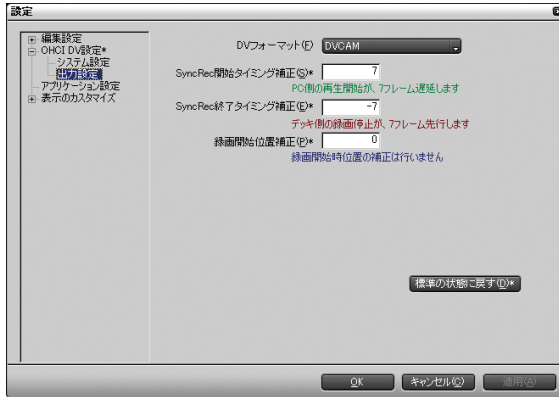 設定
編集設定
OHCI DV設定*
システム設定
出力設定
アプリケーション設定
表示のカスタマイズ
DVフォーマット(F) DVCAM
SyncRec開始タイミング補正(S)* 7
PC側の再生開始が、7フレーム遅延します
SyncRec終了タイミング補正(E)* -7
デッキ側の録画停止が、7フレーム先行します
録画開始位置補正(P)* 0
録画開始時位置の補正は行いません
標準の状態に戻す(D)*
OK キャンセル(C) 適用(A)